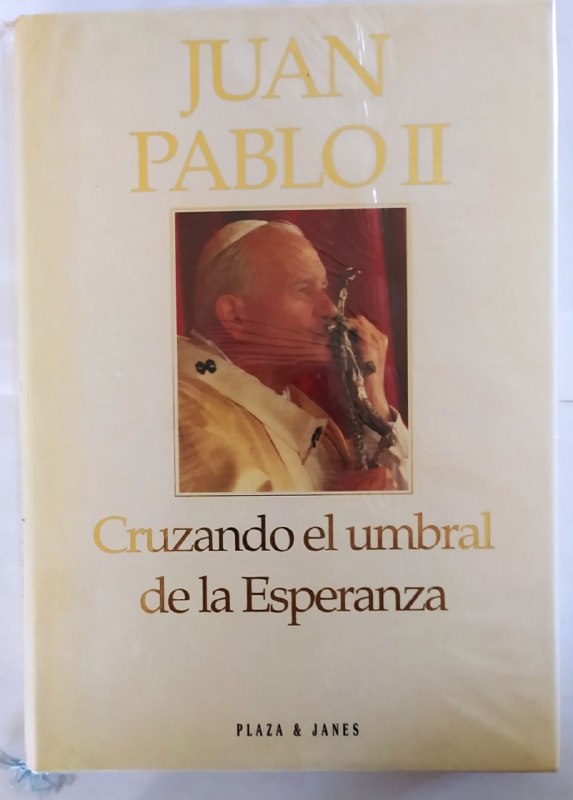 JUAN
PABLO II
Cruzando el umbral
de la Esperanza
PLAZA & JANES